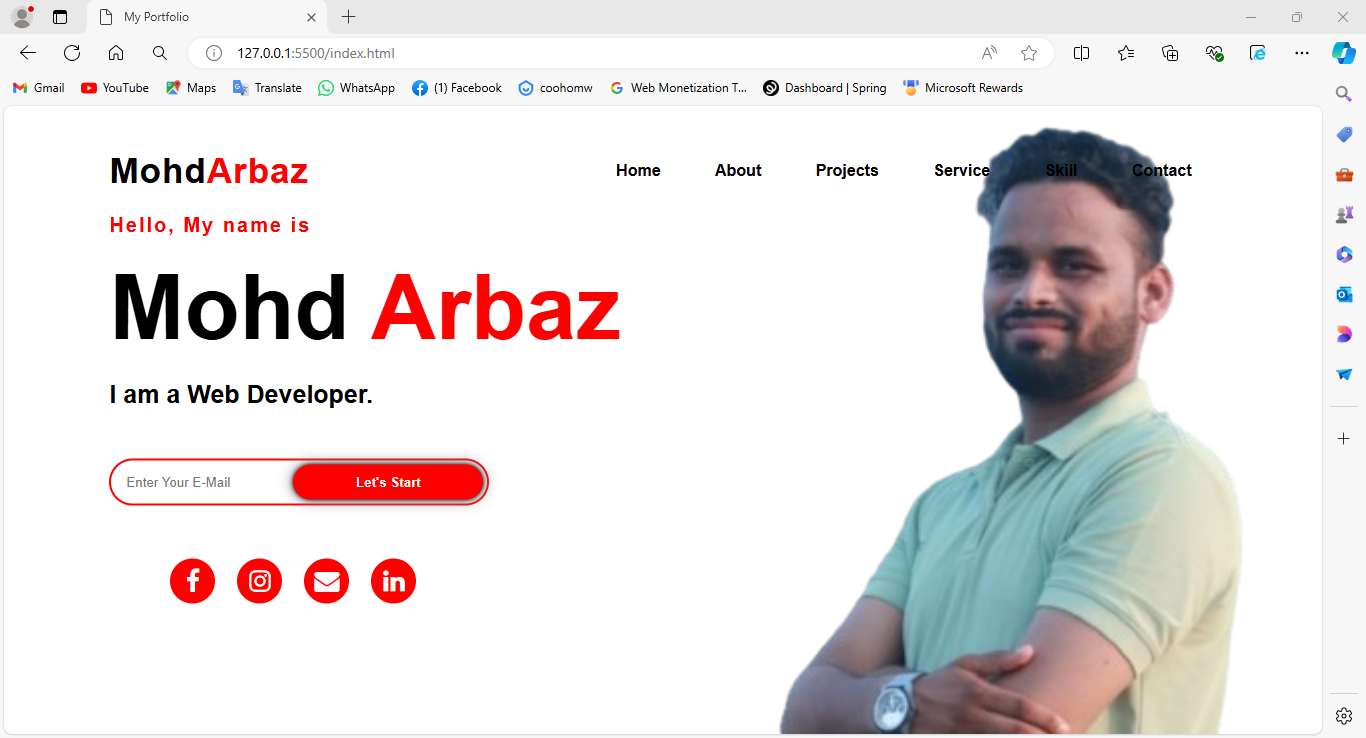 My Portfolio
127.0.0.1:5500/index.html
Gmail YouTube Maps Translate WhatsApp (1) Facebook coohomw Web Monetization T... Dashboard | Spring Microsoft Rewards
MohdArbaz Home About Projects Service Skill Contact
Hello, My name is
Mohd Arbaz
I am a Web Developer.
Enter Your E-Mail Let's Start